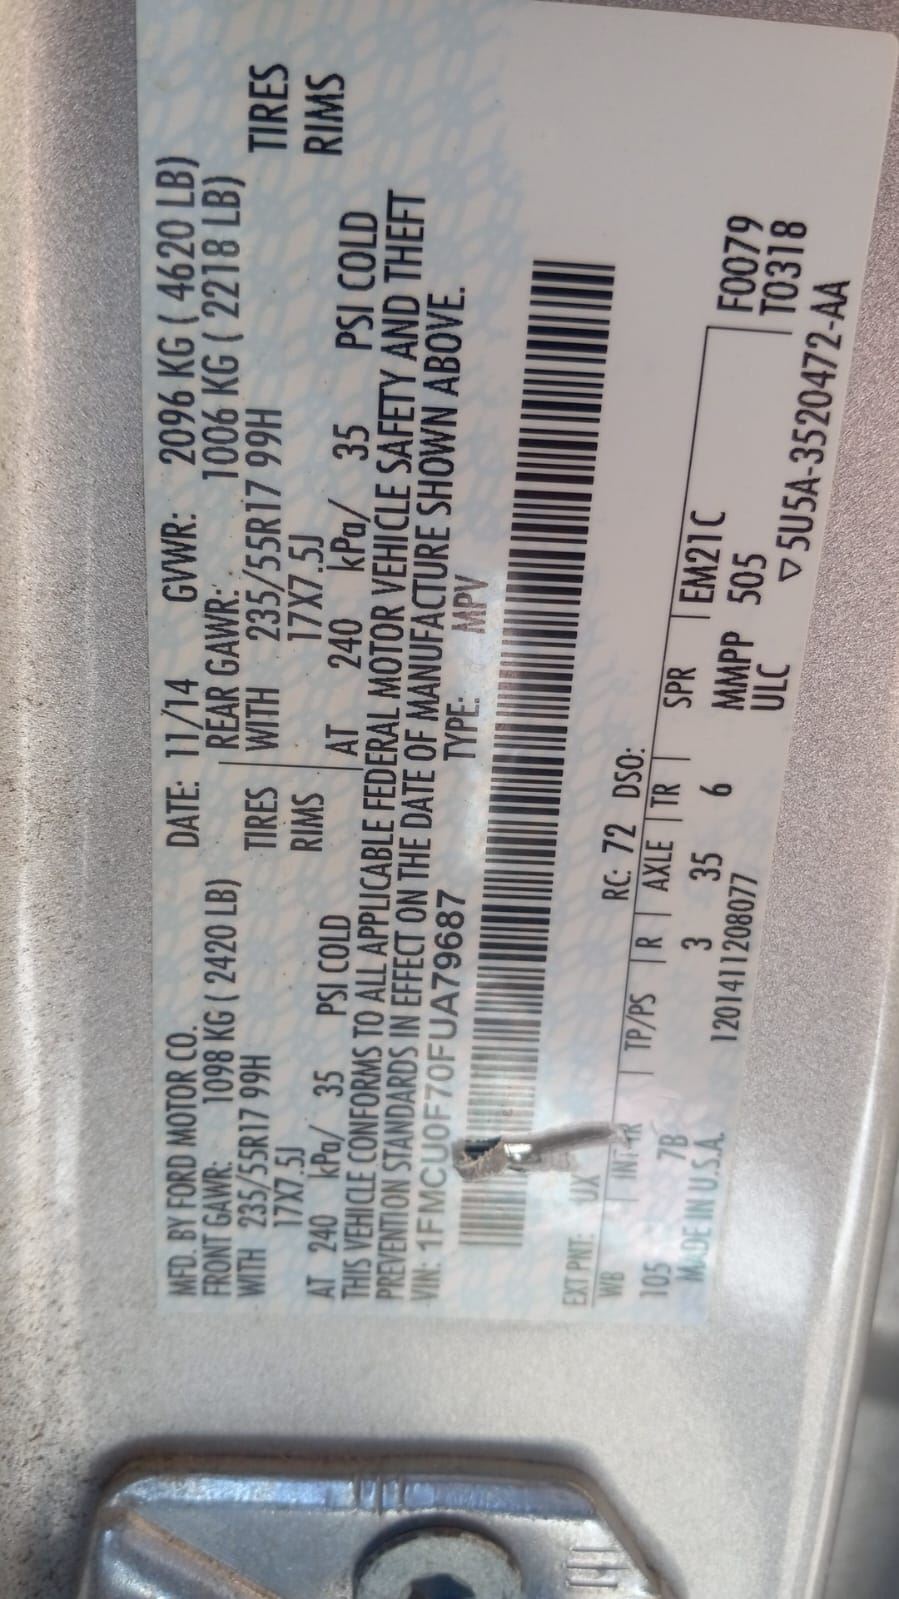 MFD. BY FORD MOTOR CO.
DATE: 11/14 GVWR: 2096 KG ( 4620 LB)
FRONT GAWR: 1098 KG ( 2420 LB)
REAR GAWR: 1006 KG ( 2218 LB)
WITH 235/55R17 99H TIRES
WITH 235/55R17 99H TIRES
17X7.5J RIMS
17X7.5J RIMS
AT 240 kPa/ 35 PSI COLD
AT 240 kPa/ 35 PSI COLD
THIS VEHICLE CONFORMS TO ALL APPLICABLE FEDERAL MOTOR VEHICLE SAFETY AND THEFT
PREVENTION STANDARDS IN EFFECT ON THE DATE OF MANUFACTURE SHOWN ABOVE.
VIN: 1FMCU0F70FUA79687 TYPE: MPV
EXT PNT: UX RC: 72 DSO:
WB TP/PS R AXLE TR SPR EM21C F0079
105 7B 3 35 6 MMPP 505 T0318
MADE IN U.S.A. 1201411208077 ULC ▽5U5A-3520472-AA